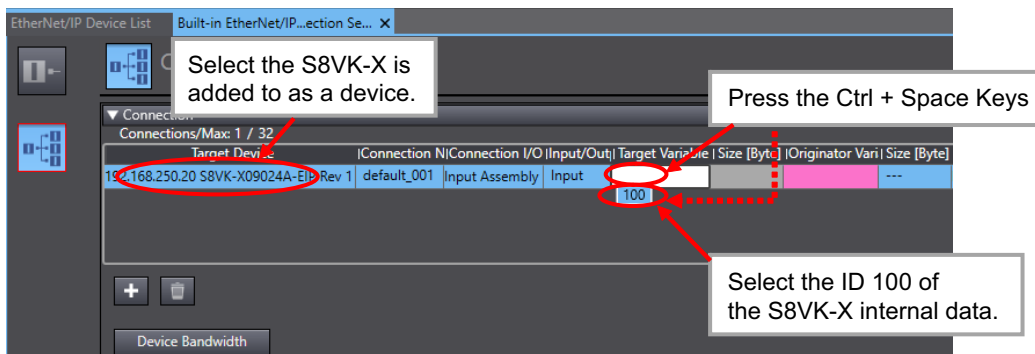 EtherNet/IP Device List
Built-in EtherNet/IP...ection Se... X
Select the S8VK-X is
added to as a device.
Press the Ctrl + Space Keys
▼ Connection
Connections/Max: 1 / 32
Target Device |Connection N|Connection I/O |Input/Out| Target Variable | Size [Byte] |Originator Vari| Size [Byte]
192.168.250.20 S8VK-X09024A-EIP Rev 1 default_001 Input Assembly Input ---
100
Select the ID 100 of
the S8VK-X internal data.
+
Device Bandwidth